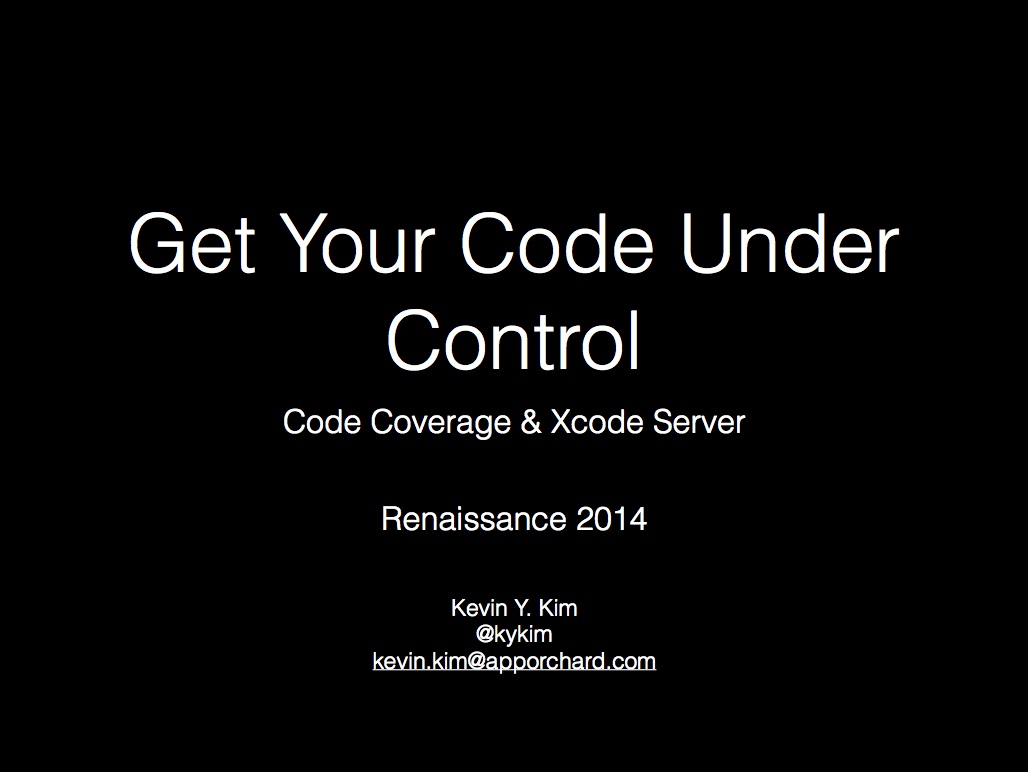 Get Your Code Under
Control
Code Coverage & Xcode Server
Renaissance 2014
Kevin Y. Kim
@kykim
kevin.kim@apporchard.com